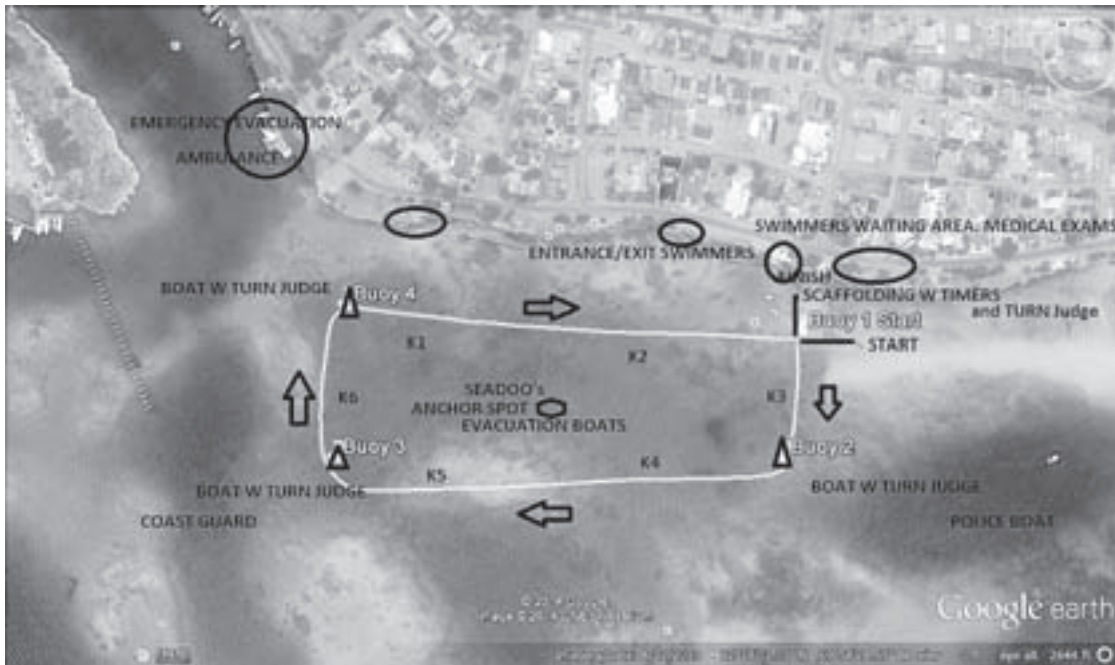 EMERGENCY EVACUATION
AMBULANCE
SWIMMERS WAITING AREA. MEDICAL EXAMS
ENTRANCE/EXIT SWIMMERS
FINISH
BOAT W TURN JUDGE
Buoy 4
SCAFFOLDING W TIMERS
and TURN Judge
Buoy 1 Start
START
K1
K2
K6
SEADOO's
ANCHOR SPOT
EVACUATION BOATS
K3
Buoy 3
K5
K4
Buoy 2
BOAT W TURN JUDGE
BOAT W TURN JUDGE
COAST GUARD
POLICE BOAT
Google earth